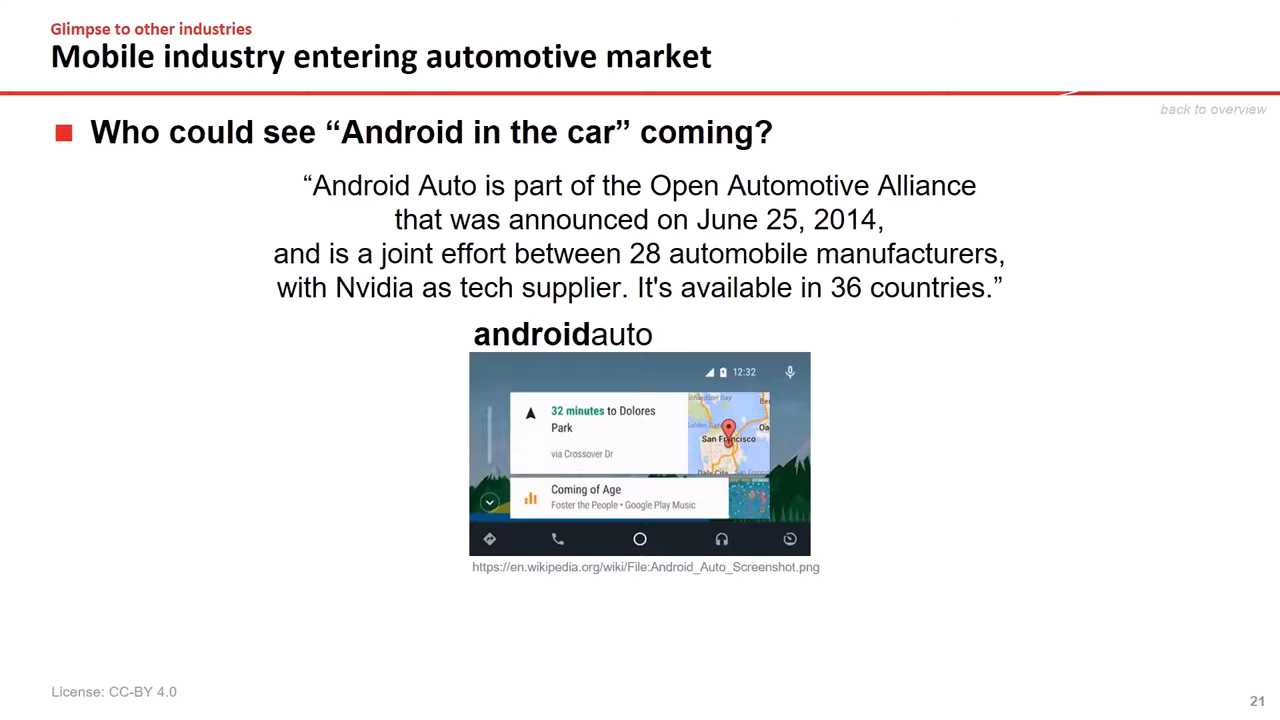 Glimpse to other industries
Mobile industry entering automotive market
back to overview
Who could see “Android in the car” coming?
“Android Auto is part of the Open Automotive Alliance
that was announced on June 25, 2014,
and is a joint effort between 28 automobile manufacturers,
with Nvidia as tech supplier. It's available in 36 countries.”
androidauto
12:32
32 minutes to Dolores
Park
via Crossover Dr
San Francisco
Daly City
Coming of Age
Foster the People • Google Play Music
https://en.wikipedia.org/wiki/File:Android_Auto_Screenshot.png
License: CC-BY 4.0
21